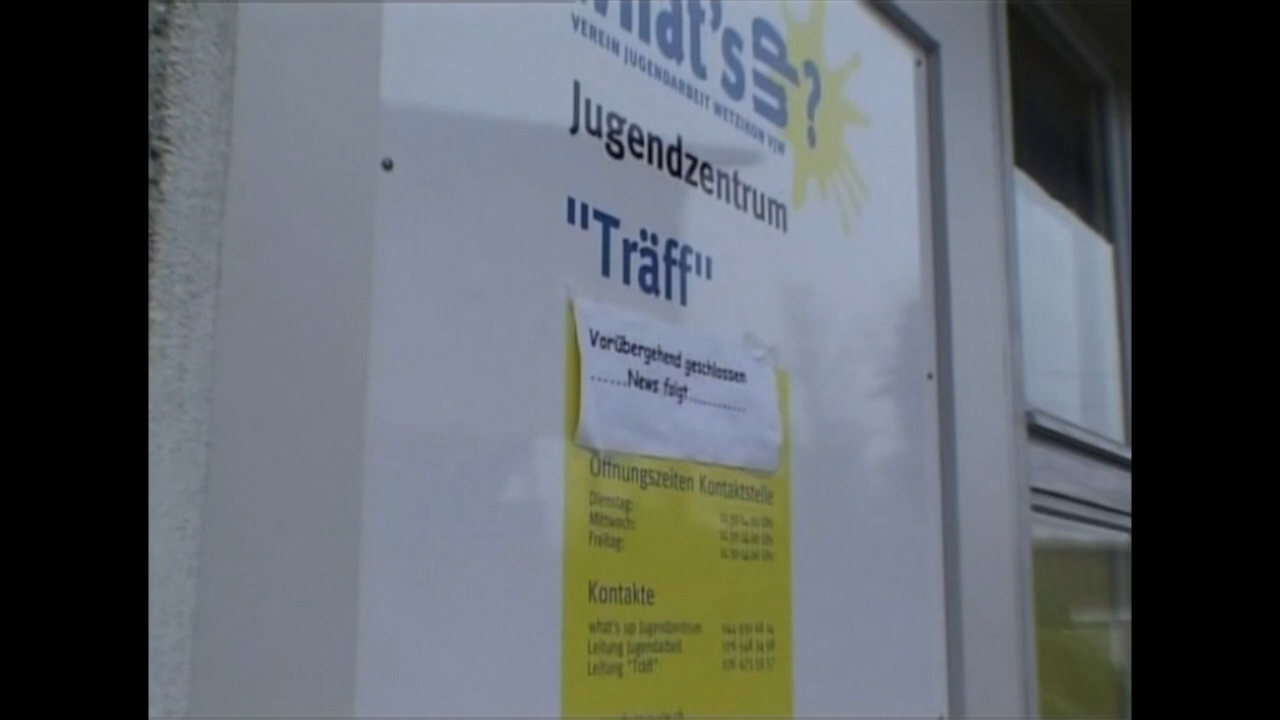 what's up?
VEREIN JUGENDARBEIT WETZIKON VJW
Jugendzentrum
"Träff"
Vorübergehend geschlossen
......News folgt...........
Öffnungszeiten Kontaktstelle
Dienstag:
Mittwoch:
Freitag:
Kontakte
what's up Jugendzentrum
Leitung Jugendarbeit
Leitung "Träff"